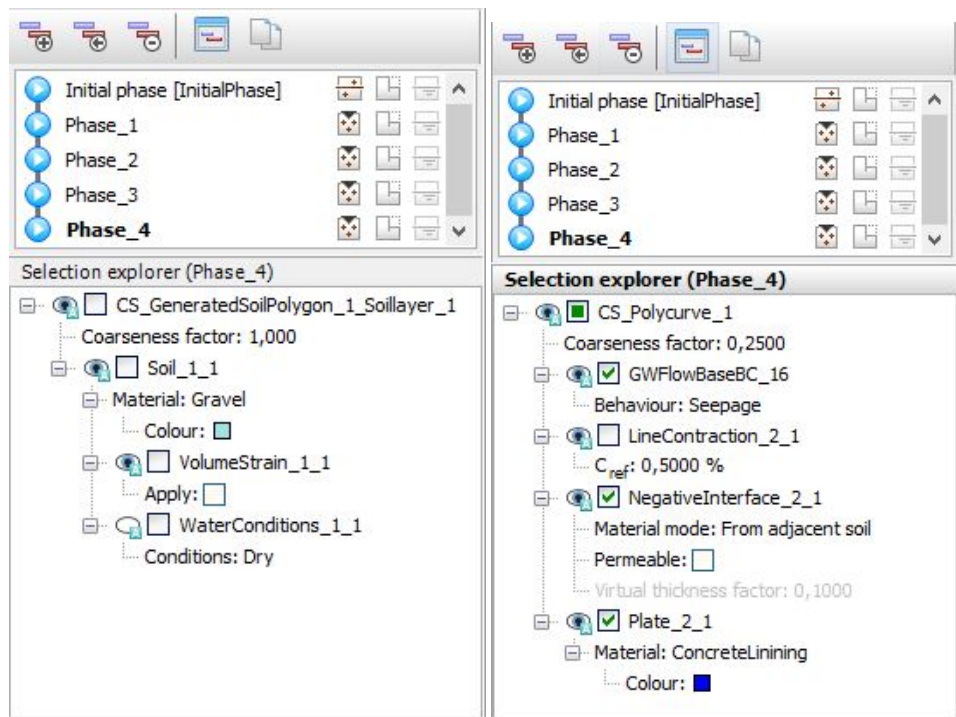 Initial phase [InitialPhase]
Phase_1
Phase_2
Phase_3
Phase_4
Selection explorer (Phase_4)
CS_GeneratedSoilPolygon_1_Soillayer_1
Coarseness factor: 1,000
Soil_1_1
Material: Gravel
Colour:
VolumeStrain_1_1
Apply:
WaterConditions_1_1
Conditions: Dry
Initial phase [InitialPhase]
Phase_1
Phase_2
Phase_3
Phase_4
Selection explorer (Phase_4)
CS_Polycurve_1
Coarseness factor: 0,2500
GWFlowBaseBC_16
Behaviour: Seepage
LineContraction_2_1
Cref: 0,5000 %
NegativeInterface_2_1
Material mode: From adjacent soil
Permeable:
Virtual thickness factor: 0,1000
Plate_2_1
Material: ConcreteLinining
Colour: